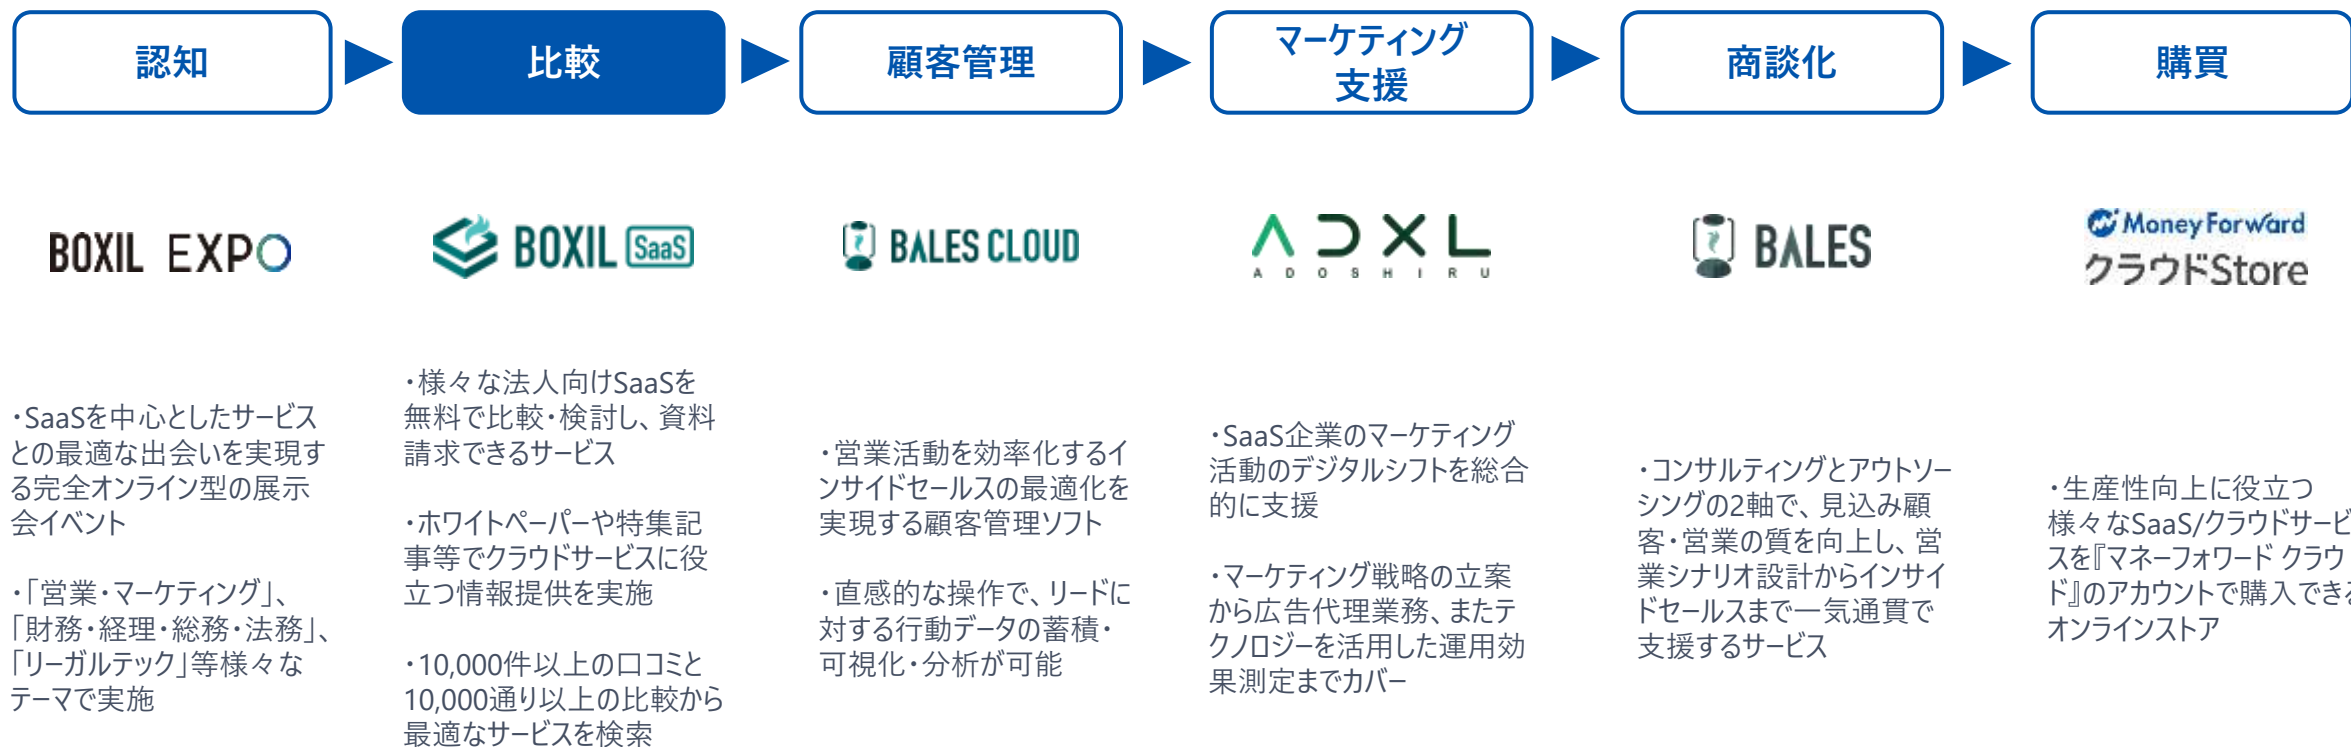 認知
比較
顧客管理
マーケティング
支援
商談化
購買
BOXIL EXPO
BOXIL SaaS
BALES CLOUD
ADXL
ADOSHIRU
BALES
Money Forward
クラウドStore
・SaaSを中心としたサービス
との最適な出会いを実現す
る完全オンライン型の展示
会イベント
・「営業・マーケティング」、
「財務・経理・総務・法務」、
「リーガルテック」等様々な
テーマで実施
・様々な法人向けSaaSを
無料で比較・検討し、資料
請求できるサービス
・ホワイトペーパーや特集記
事等でクラウドサービスに役
立つ情報提供を実施
・10,000件以上の口コミと
10,000通り以上の比較から
最適なサービスを検索
・営業活動を効率化するイ
ンサイドセールスの最適化を
実現する顧客管理ソフト
・直感的な操作で、リードに
対する行動データの蓄積・
可視化・分析が可能
・SaaS企業のマーケティング
活動のデジタルシフトを総合
的に支援
・マーケティング戦略の立案
から広告代理業務、またテ
クノロジーを活用した運用効
果測定までカバー
・コンサルティングとアウトソー
シングの2軸で、見込み顧
客・営業の質を向上し、営
業シナリオ設計からインサイ
ドセールスまで一気通貫で
支援するサービス
・生産性向上に役立つ
様々なSaaS/クラウドサービ
スを『マネーフォワード クラウ
ド』のアカウントで購入できる
オンラインストア